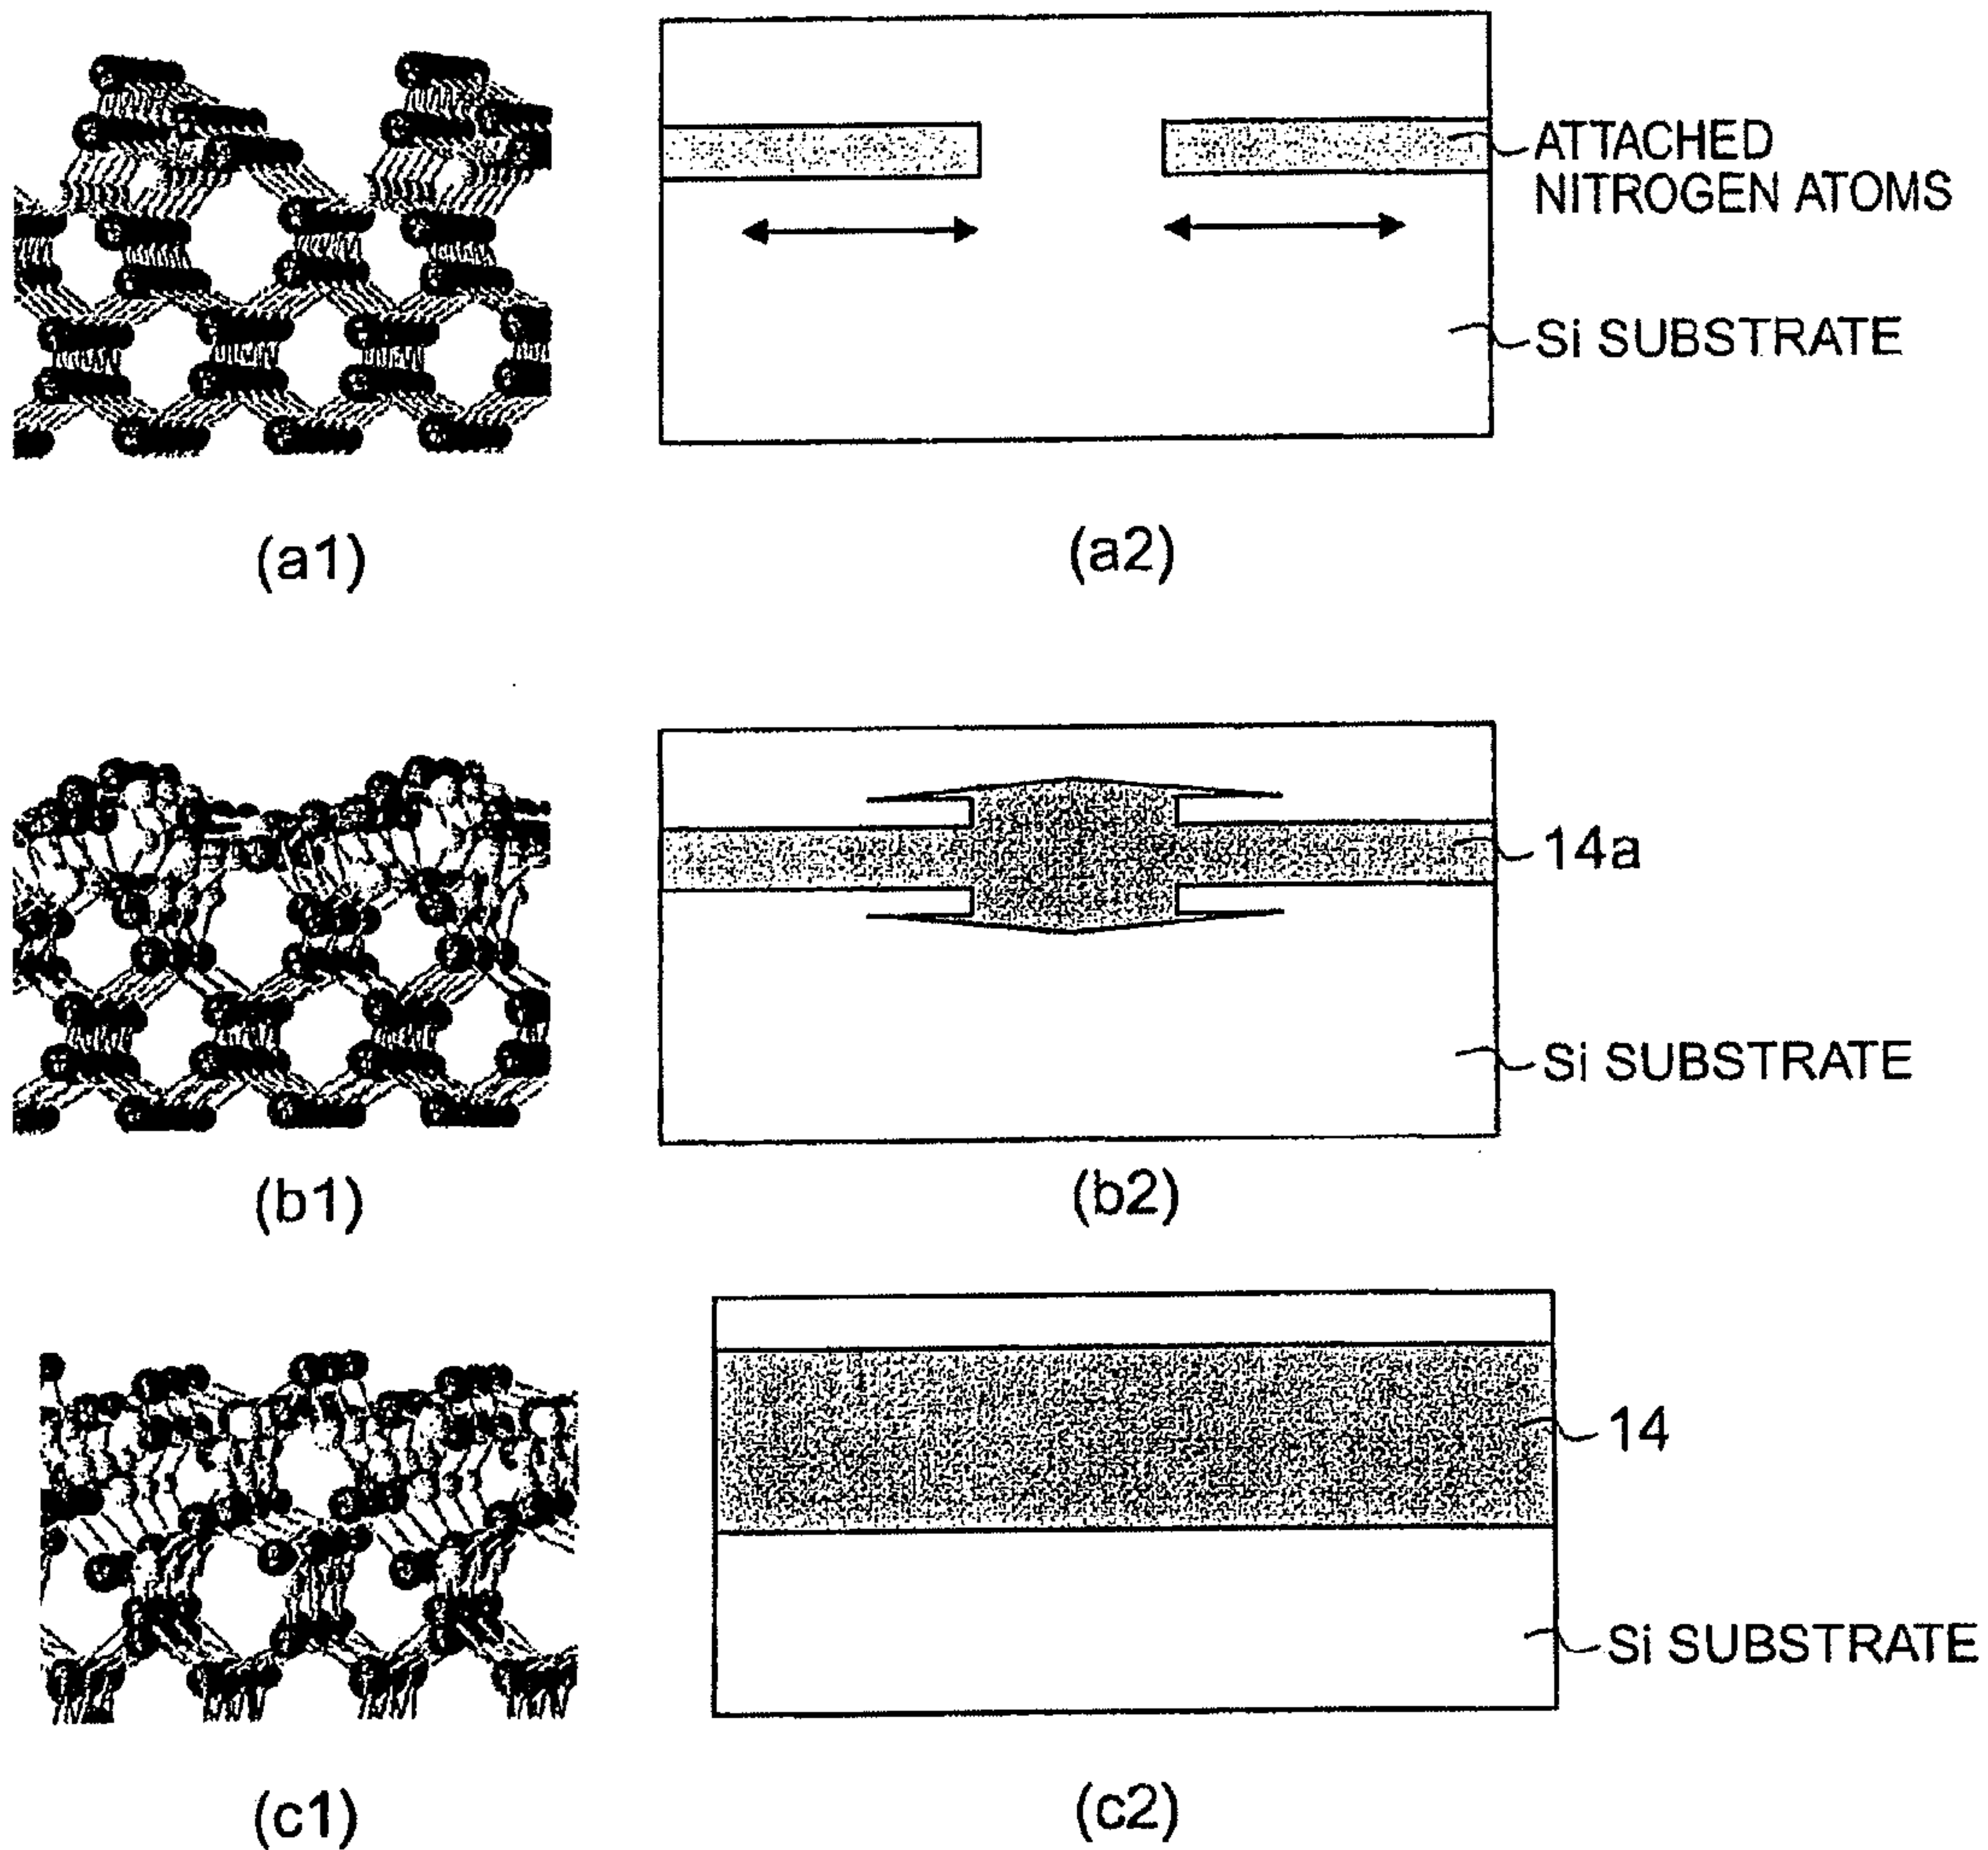 ATTACHED
NITROGEN ATOMS
Si SUBSTRATE
(a1)
(a2)
14a
Si SUBSTRATE
(b1)
(b2)
14
Si SUBSTRATE
(c1)
(c2)